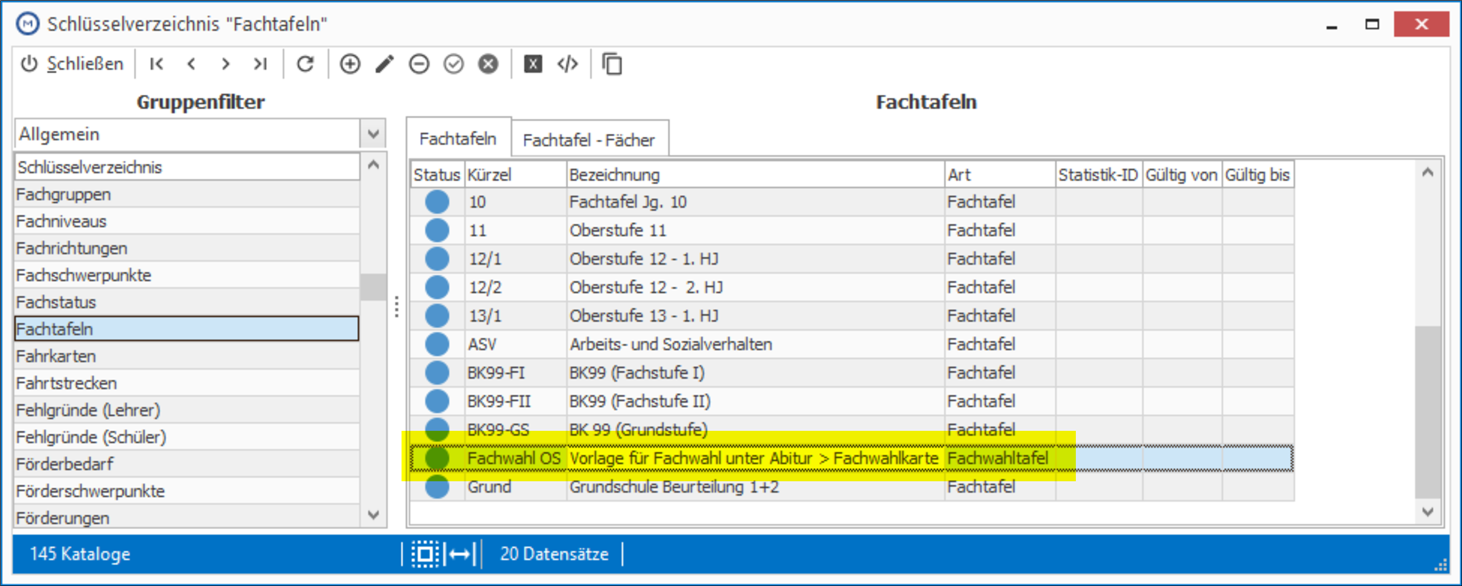 Schlüsselverzeichnis "Fachtafeln"
Schließen
Gruppenfilter
Allgemein
Schlüsselverzeichnis
Fachgruppen
Fachniveaus
Fachrichtungen
Fachschwerpunkte
Fachstatus
Fachtafeln
Fahrkarten
Fahrtstrecken
Fehlgründe (Lehrer)
Fehlgründe (Schüler)
Förderbedarf
Förderschwerpunkte
Förderungen
Fachtafeln
Fachtafeln Fachtafel - Fächer
Status Kürzel Bezeichnung Art Statistik-ID Gültig von Gültig bis
10 Fachtafel Jg. 10 Fachtafel
11 Oberstufe 11 Fachtafel
12/1 Oberstufe 12 - 1. HJ Fachtafel
12/2 Oberstufe 12 - 2. HJ Fachtafel
13/1 Oberstufe 13 - 1. HJ Fachtafel
ASV Arbeits- und Sozialverhalten Fachtafel
BK99-FI BK99 (Fachstufe I) Fachtafel
BK99-FII BK99 (Fachstufe II) Fachtafel
BK99-GS BK 99 (Grundstufe) Fachtafel
Fachwahl OS Vorlage für Fachwahl unter Abitur > Fachwahlkarte Fachwahltafel
Grund Grundschule Beurteilung 1+2 Fachtafel
145 Kataloge 20 Datensätze